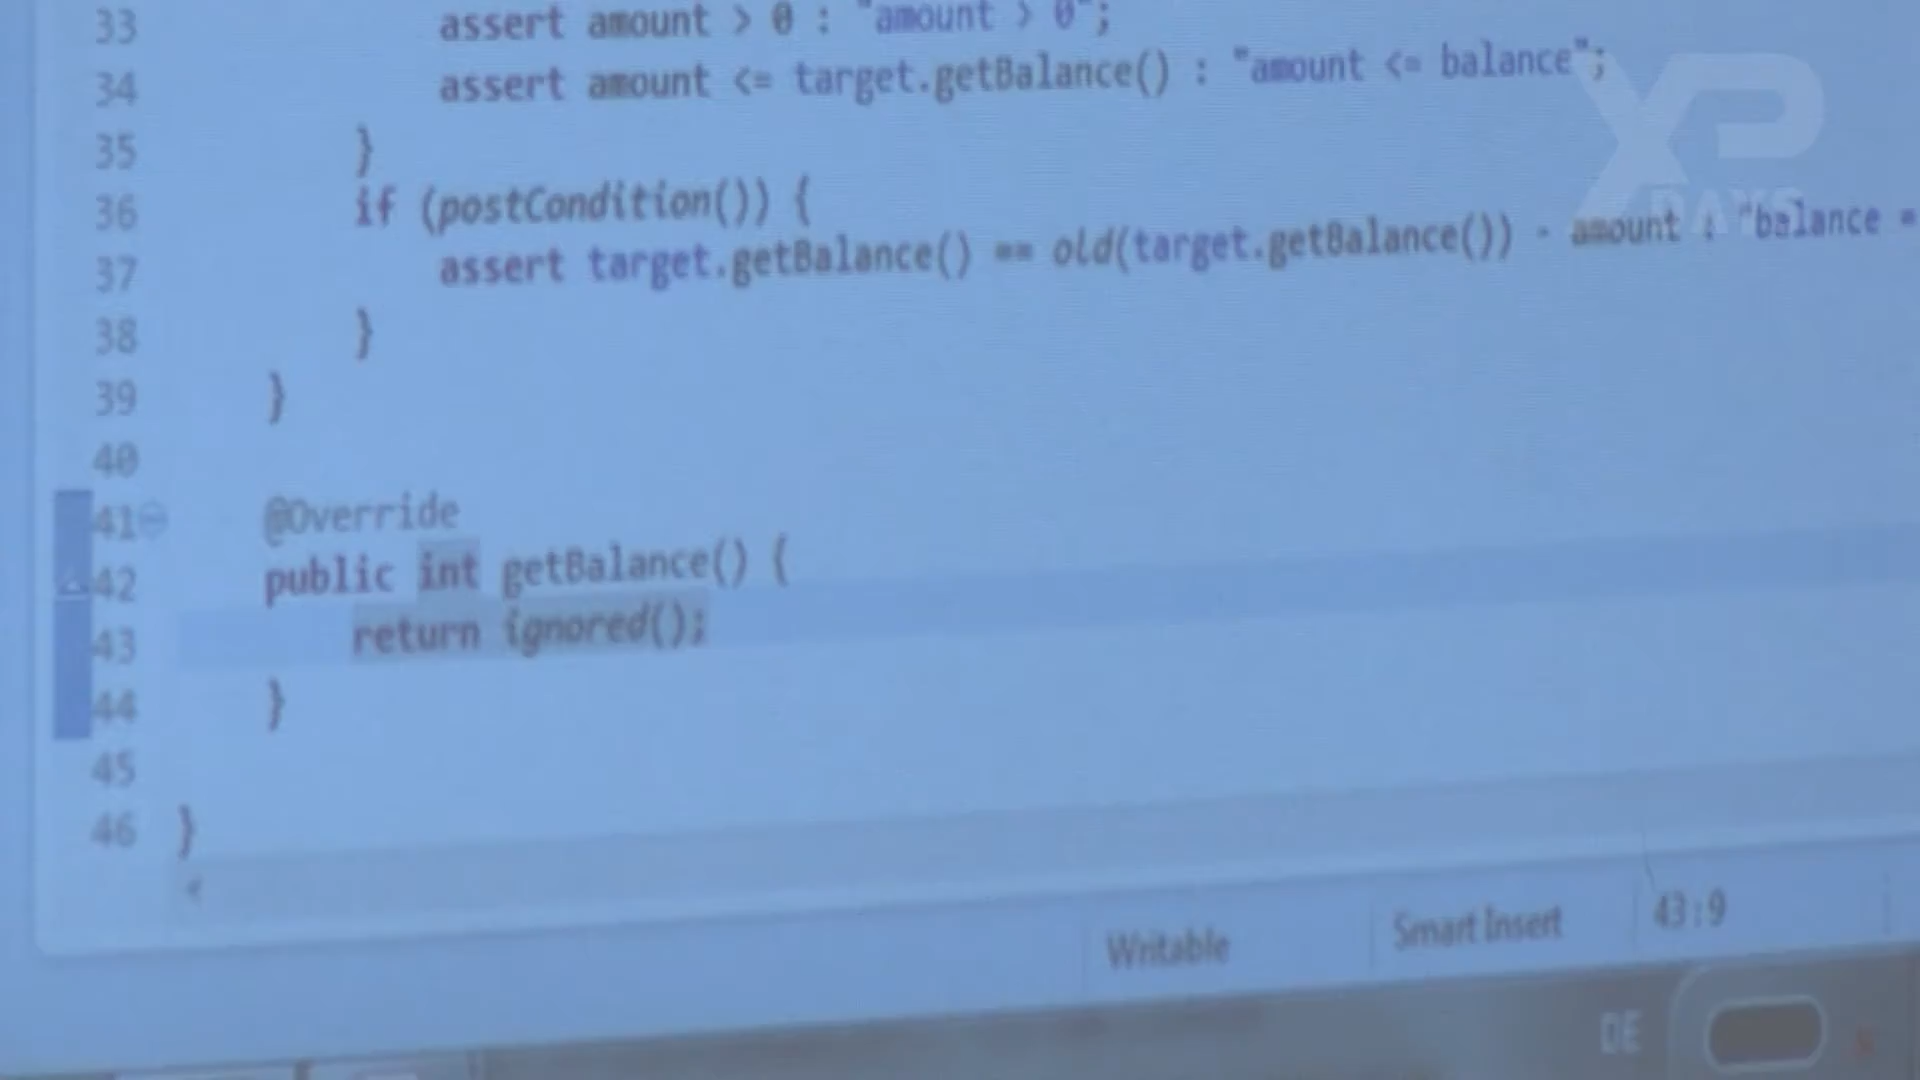 33 assert amount > 0 : "amount > 0";
34 assert amount <= target.getBalance() : "amount <= balance";
35 }
36 if (postCondition()) {
37 assert target.getBalance() == old(target.getBalance()) - amount : "balance =
38 }
39 }
40
41 @Override
42 public int getBalance() {
43 return ignored();
44 }
45
46 }
Writable Smart Insert 43:9
DE
XP
DAYS